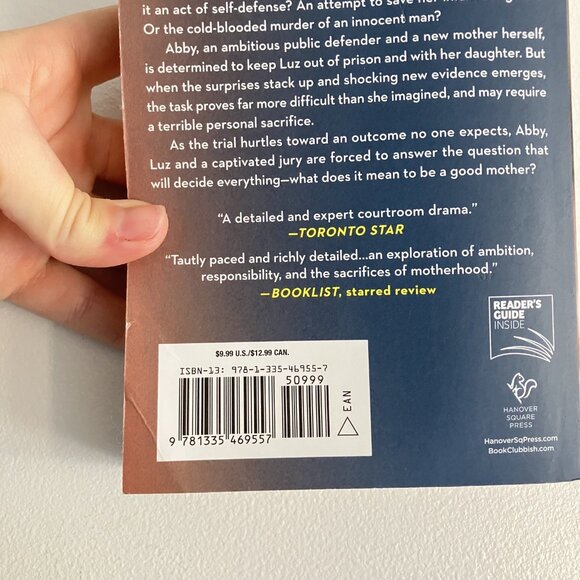 it an act of self-defense? An attempt to save her
Or the cold-blooded murder of an innocent man?
Abby, an ambitious public defender and a new mother herself,
is determined to keep Luz out of prison and with her daughter. But
when the surprises stack up and shocking new evidence emerges,
the task proves far more difficult than she imagined, and may require
a terrible personal sacrifice.
As the trial hurtles toward an outcome no one expects, Abby,
Luz and a captivated jury are forced to answer the question that
will decide everything—what does it mean to be a good mother?
“A detailed and expert courtroom drama.”
—TORONTO STAR
“Tautly paced and richly detailed...an exploration of ambition,
responsibility, and the sacrifices of motherhood.”
—BOOKLIST, starred review
READER'S
GUIDE
INSIDE
$9.99 U.S./$12.99 CAN.
ISBN-13: 978-1-335-46955-7
50999
EAN
9 781335 469557
HANOVER
SQUARE
PRESS
HanoverSqPress.com
BookClubbish.com